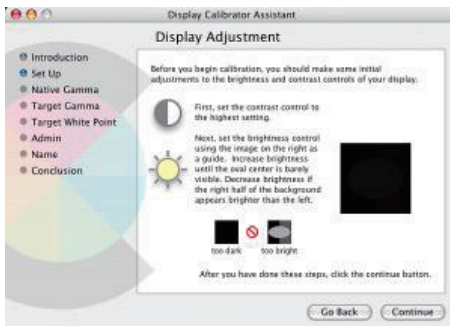 Display Calibrator Assistant
Display Adjustment
Introduction
Set Up
Native Gamma
Target Gamma
Target White Point
Admin
Name
Conclusion
Before you begin calibration, you should make some initial
adjustments to the brightness and contrast controls of your display.
First, set the contrast control to
the highest setting.
Next, set the brightness control
using the image on the right as
a guide. Increase brightness
until the oval center is barely
visible. Decrease brightness if
the right half of the background
appears brighter than the left.
too dark too bright
After you have done these steps, click the continue button.
Go Back Continue